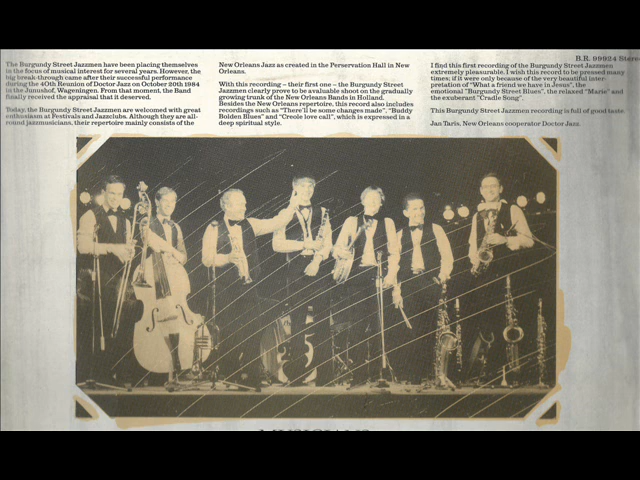 B.R. 99924 Stereo
The Burgundy Street Jazzmen have been placing themselves
in the focus of musical interest for several years. However, the
big break-through came after their successful performance
during the 40th Reunion of Doctor Jazz on October 20th 1984
in the Junushof, Wageningen. From that moment, the Band
finally received the appraisal that it deserved.
Today, the Burgundy Street Jazzmen are welcomed with great
enthusiasm at Festivals and Jazzclubs. Although they are all-
round jazzmusicians, their repertoire mainly consists of the
New Orleans Jazz as created in the Perservation Hall in New
Orleans.
With this recording – their first one – the Burgundy Street
Jazzmen clearly prove to be avaluable shoot on the gradually
growing trunk of the New Orleans Bands in Holland.
Besides the New Orleans repertoire, this record also includes
recordings such as "There'll be some changes made", "Buddy
Bolden Blues" and "Creole love call", which is expressed in a
deep spiritual style.
I find this first recording of the Burgundy Street Jazzmen
extremely pleasurable. I wish this record to be pressed many
times; if it were only because of the very beautiful inter-
pretation of "What a friend we have in Jesus", the
emotional "Burgundy Street Blues", the relaxed "Marie" and
the exuberant "Cradle Song".
This Burgundy Street Jazzmen recording is full of good taste.
Jan Taris, New Orleans cooperator Doctor Jazz.